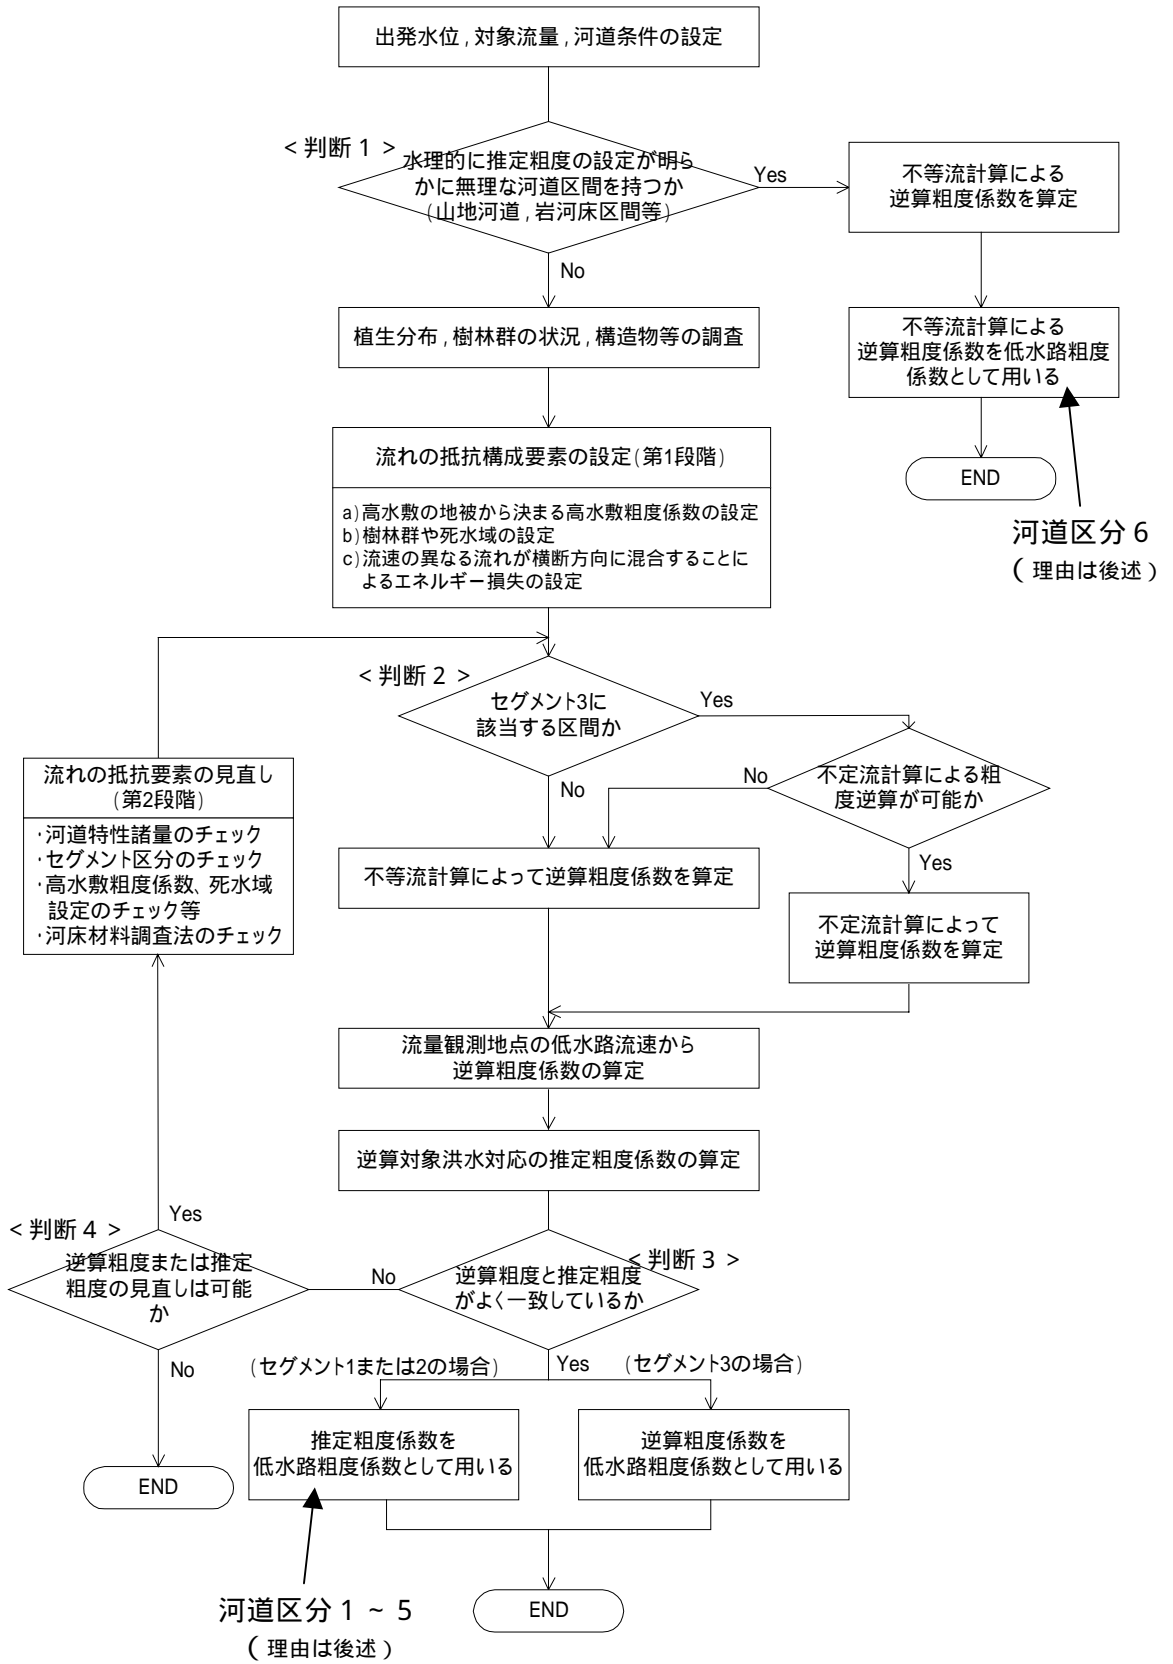 出発水位,対象流量,河道条件の設定
<判断1>
水理的に推定粗度の設定が明ら
かに無理な河道区間を持つか
(山地河道,岩河床区間等)
Yes
不等流計算による
逆算粗度係数を算定
No
植生分布,樹林群の状況,構造物等の調査
不等流計算による
逆算粗度係数を低水路粗度
係数として用いる
END
河道区分6
(理由は後述)
流れの抵抗構成要素の設定(第1段階)
a)高水敷の地被から決まる高水敷粗度係数の設定
b)樹林群や死水域の設定
c)流速の異なる流れが横断方向に混合することに
よるエネルギー損失の設定
<判断2>
セグメント3に
該当する区間か
Yes
No
不定流計算による粗
度逆算が可能か
No
Yes
流れの抵抗要素の見直し
(第2段階)
・河道特性諸量のチェック
・セグメント区分のチェック
・高水敷粗度係数、死水域
設定のチェック等
・河床材料調査法のチェック
不等流計算によって逆算粗度係数を算定
不定流計算によって
逆算粗度係数を算定
流量観測地点の低水路流速から
逆算粗度係数の算定
逆算対象洪水対応の推定粗度係数の算定
<判断3>
逆算粗度と推定粗度
がよく一致しているか
No
<判断4>
Yes
逆算粗度または推定
粗度の見直しは可能
か
No
END
(セグメント1または2の場合)
Yes
(セグメント3の場合)
推定粗度係数を
低水路粗度係数として用いる
逆算粗度係数を
低水路粗度係数として用いる
河道区分1~5
(理由は後述)
END